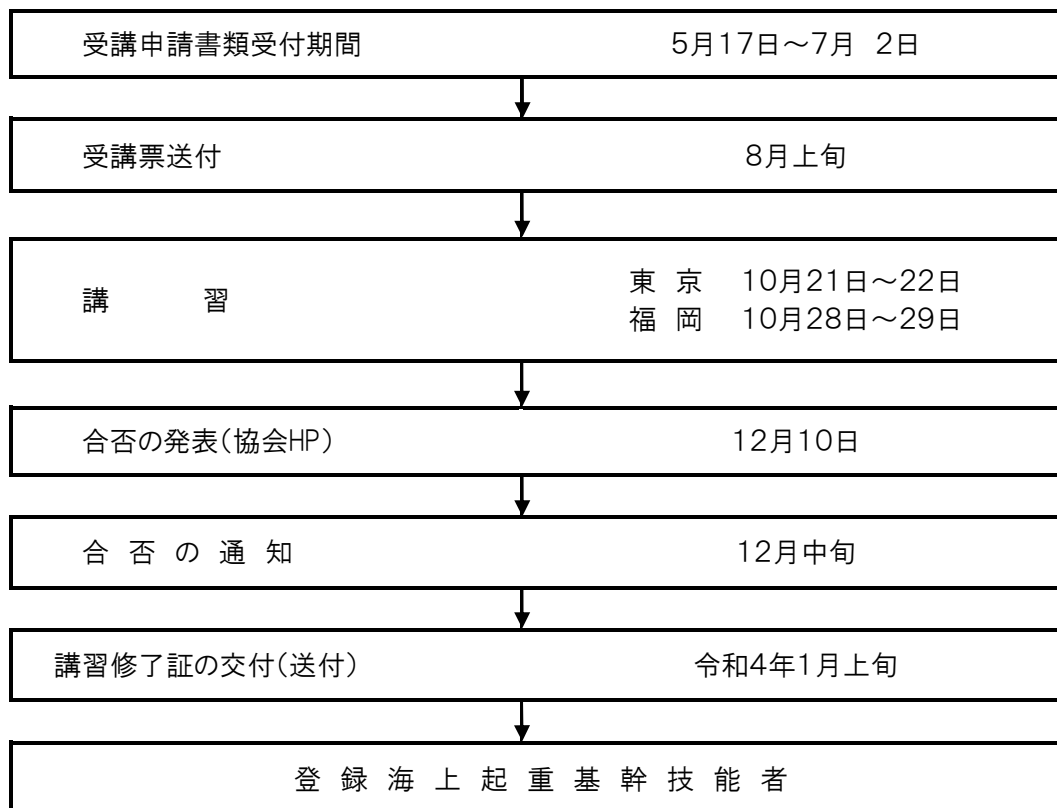 受講申請書類受付期間 5月17日～7月 2日
受講票送付 8月上旬
講 習 東 京 10月21日～22日
福 岡 10月28日～29日
合否の発表(協会HP) 12月10日
合 否 の 通 知 12月中旬
講習修了証の交付(送付) 令和4年1月上旬
登 録 海 上 起 重 基 幹 技 能 者